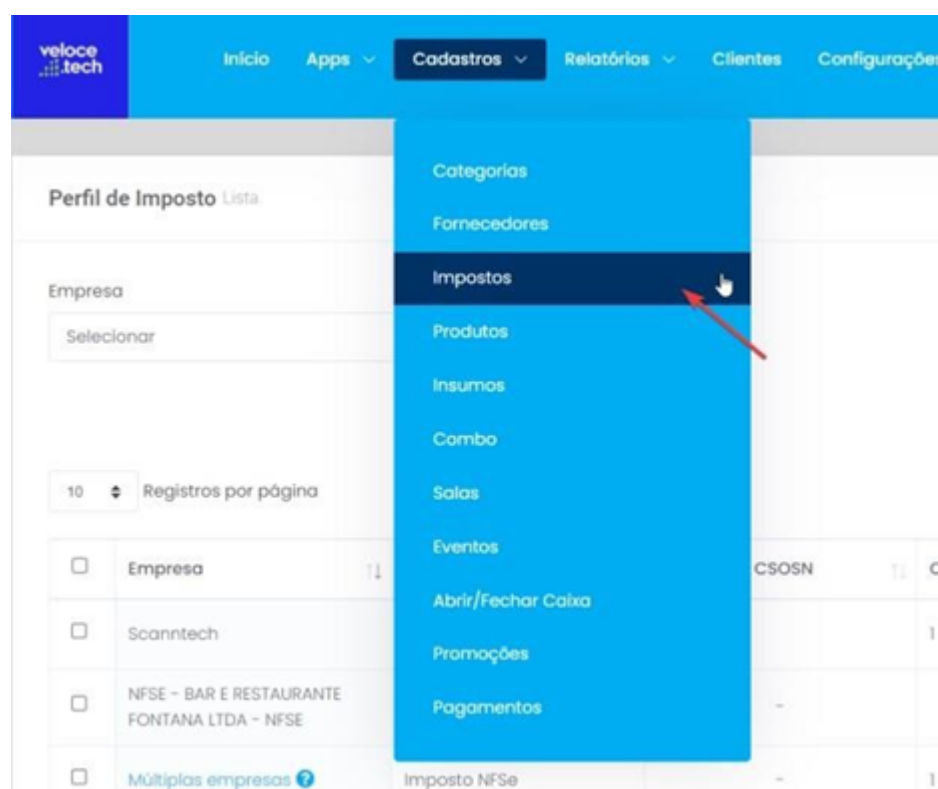 veloce
.tech
Início Apps Cadastros Relatórios Clientes Configurações
Categorias
Perfil de Imposto Lista
Fornecedores
Impostos
Empresa
Selecionar
Produtos
Insumos
Combo
10 Registros por página
Salas
Eventos
Empresa CSOSN
Abrir/Fechar Caixa
Scanntech 1
Promoções
NFSE - BAR E RESTAURANTE
FONTANA LTDA - NFSE -
Pagamentos
Múltiplas empresas ? Imposto NFSe - 1